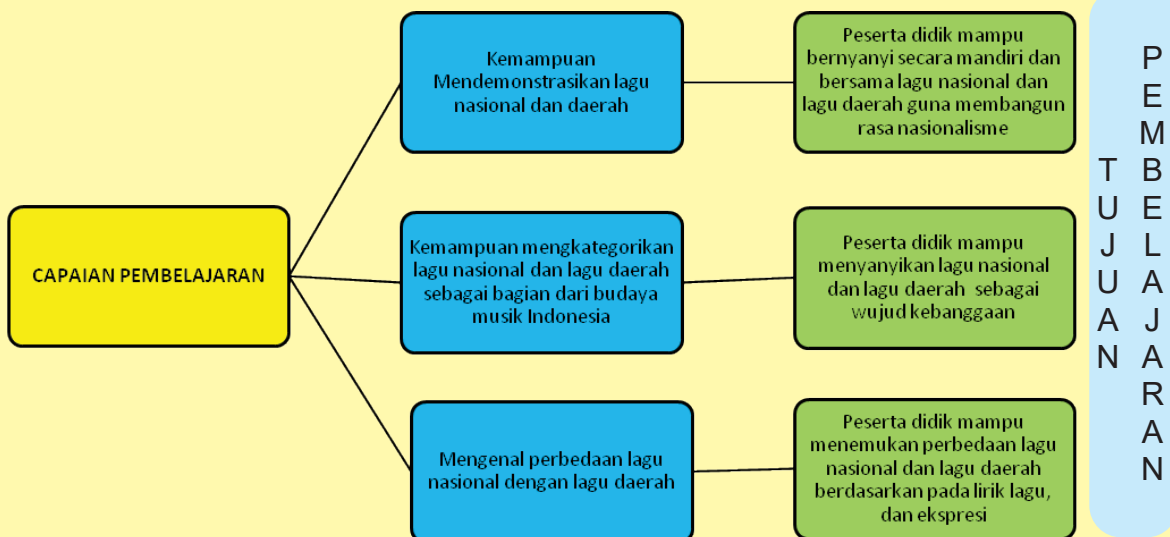 CAPAIAN PEMBELAJARAN
Kemampuan
Mendemonstrasikan lagu
nasional dan daerah
Peserta didik mampu
bernyanyi secara mandiri dan
bersama lagu nasional dan
lagu daerah guna membangun
rasa nasionalisme
Kemampuan mengkategorikan
lagu nasional dan lagu daerah
sebagai bagian dari budaya
musik Indonesia
Peserta didik mampu
menyanyikan lagu nasional
dan lagu daerah sebagai
wujud kebanggaan
Mengenal perbedaan lagu
nasional dengan lagu daerah
Peserta didik mampu
menemukan perbedaan lagu
nasional dan lagu daerah
berdasarkan pada lirik lagu,
dan ekspresi
TUJUAN
PEMBELAJARAN